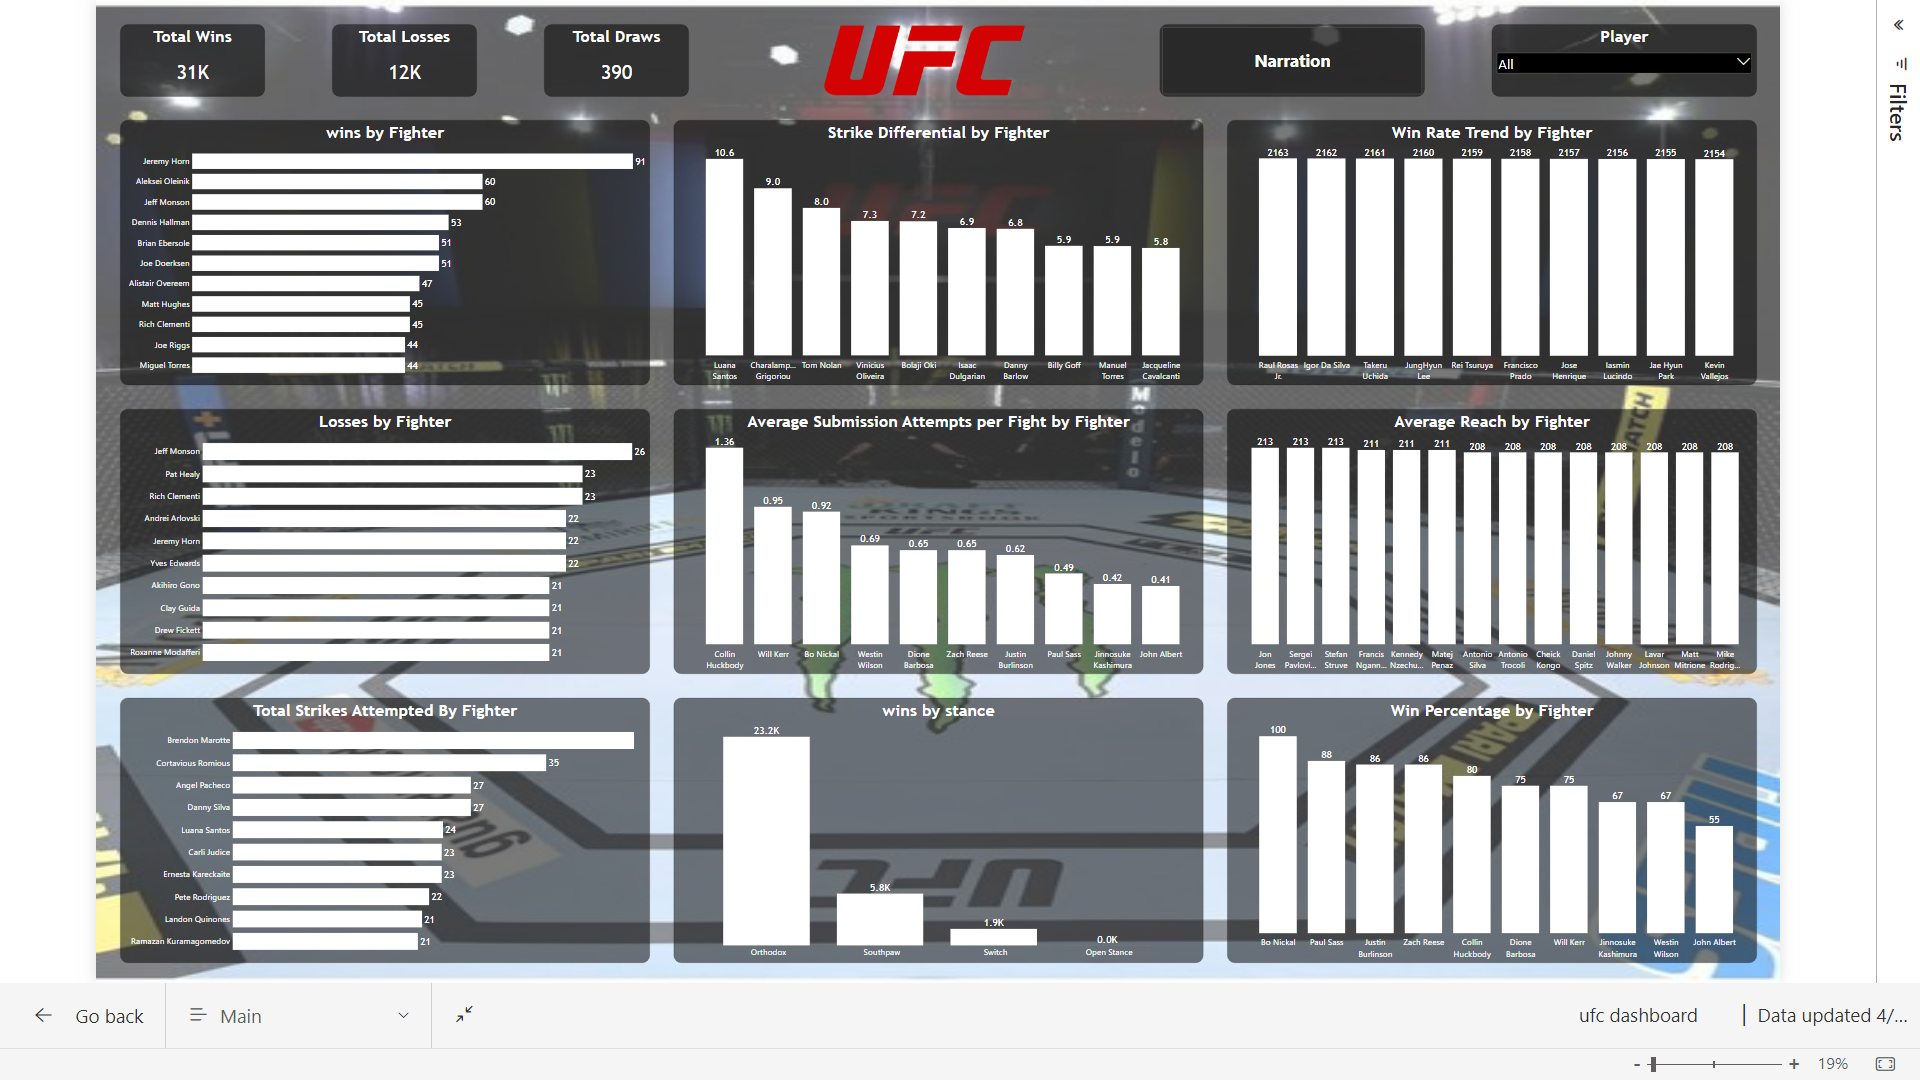 Total Wins
31K
Total Losses
12K
Total Draws
390
UFC
Narration
Player
All
Filters
wins by Fighter
Jeremy Horn 91
Aleksei Oleinik 60
Jeff Monson 60
Dennis Hallman 53
Brian Ebersole 51
Joe Doerksen 51
Alistair Overeem 47
Matt Hughes 45
Rich Clementi 45
Joe Riggs 44
Miguel Torres 44
Strike Differential by Fighter
10.6 9.0 8.0 7.3 7.2 6.9 6.8 5.9 5.9 5.8
Luana Santos
Charalamp... Grigoriou
Tom Nolan
Vinicius Oliveira
Bolaji Oki
Isaac Dulgarian
Danny Barlow
Billy Goff
Manuel Torres
Jacqueline Cavalcanti
Win Rate Trend by Fighter
2163 2162 2161 2160 2159 2158 2157 2156 2155 2154
Raul Rosas Jr.
Igor Da Silva
Takeru Uchida
JungHyun Lee
Rei Tsuruya
Francisco Prado
Jose Henrique
Iasmin Lucindo
Jae Hyun Park
Kevin Vallejos
Losses by Fighter
Jeff Monson 26
Pat Healy 23
Rich Clementi 23
Andrei Arlovski 22
Jeremy Horn 22
Yves Edwards 22
Akihiro Gono 21
Clay Guida 21
Drew Fickett 21
Roxanne Modafferi 21
Average Submission Attempts per Fight by Fighter
1.36 0.95 0.92 0.69 0.65 0.65 0.62 0.49 0.42 0.41
Collin Huckbody
Will Kerr
Bo Nickal
Westin Wilson
Dione Barbosa
Zach Reese
Justin Burlinson
Paul Sass
Jinnosuke Kashimura
John Albert
Average Reach by Fighter
213 213 213 211 211 211 208 208 208 208 208 208 208 208
Jon Jones
Sergei Pavlovi...
Stefan Struve
Francis Ngann...
Kennedy Nzechu...
Matej Penaz
Antonio Silva
Antonio Trocoli
Cheick Kongo
Daniel Spitz
Johnny Walker
Lavar Johnson
Matt Mitrione
Mike Rodrig...
Total Strikes Attempted By Fighter
Brendon Marotte
Cortavious Romious 35
Angel Pacheco 27
Danny Silva 27
Luana Santos 24
Carli Judice 23
Ernesta Kareckaite 23
Pete Rodriguez 22
Landon Quinones 21
Ramazan Kuramagomedov 21
wins by stance
23.2K 5.8K 1.9K 0.0K
Orthodox Southpaw Switch Open Stance
Win Percentage by Fighter
100 88 86 86 80 75 75 67 67 55
Bo Nickal
Paul Sass
Justin Burlinson
Zach Reese
Collin Huckbody
Dione Barbosa
Will Kerr
Jinnosuke Kashimura
Westin Wilson
John Albert
Go back
Main
ufc dashboard
Data updated 4/...
- + 19%